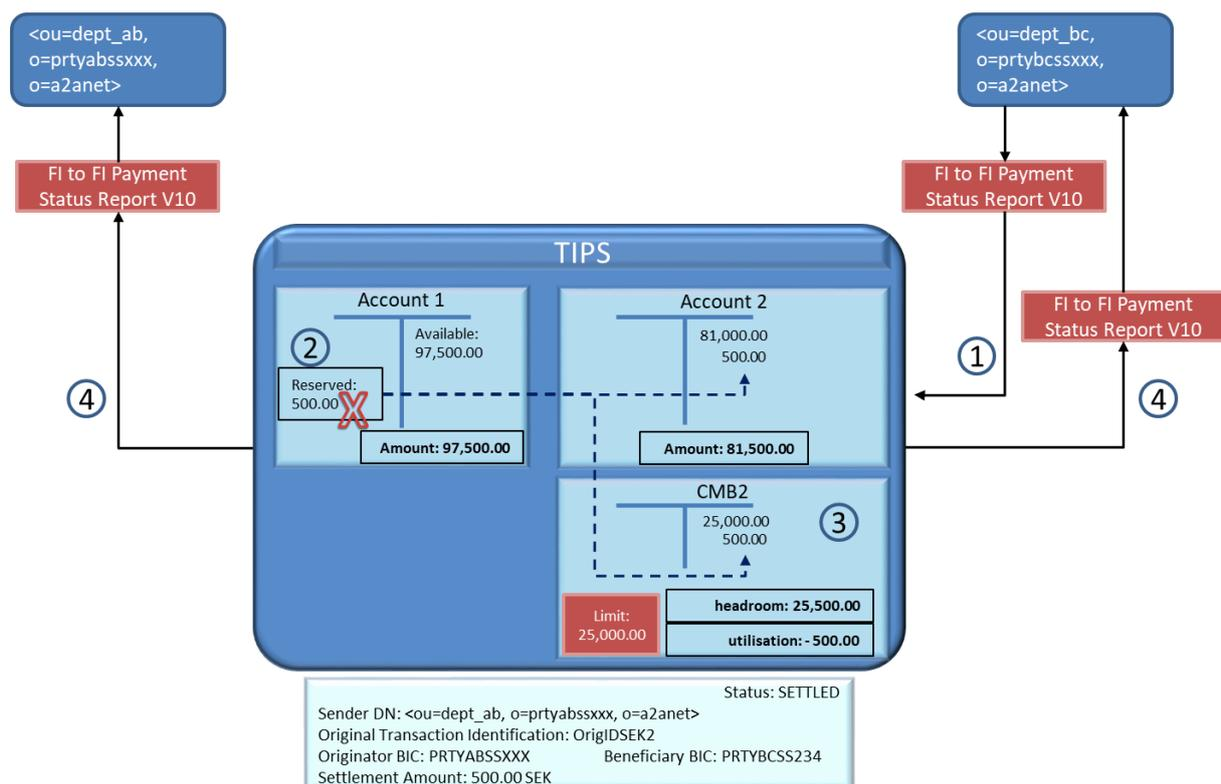 <ou=dept_ab,
o=prtyabssxxx,
o=a2anet>
<ou=dept_bc,
o=prtybcssxxx,
o=a2anet>
FI to FI Payment
Status Report V10
FI to FI Payment
Status Report V10
TIPS
Account 1
Available:
97,500.00
2
Reserved:
500.00
X
Amount: 97,500.00
Account 2
81,000.00
500.00
Amount: 81,500.00
FI to FI Payment
Status Report V10
1
4
4
CMB2
25,000.00
500.00
3
Limit:
25,000.00
headroom: 25,500.00
utilisation: - 500.00
Status: SETTLED
Sender DN: <ou=dept_ab, o=prtyabssxxx, o=a2anet>
Original Transaction Identification: OrigIDSEK2
Originator BIC: PRTYABSSXXX Beneficiary BIC: PRTYBCSS234
Settlement Amount: 500.00 SEK